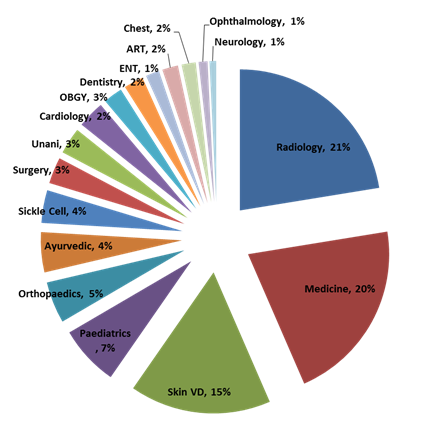 Chest, 2%
Ophthalmology, 1%
ART, 2%
Neurology, 1%
ENT, 1%
Dentistry, 2%
OBGY, 3%
Cardiology, 2%
Unani, 3%
Surgery, 3%
Sickle Cell, 4%
Ayurvedic, 4%
Orthopaedics, 5%
Paediatrics
, 7%
Skin VD, 15%
Medicine, 20%
Radiology, 21%